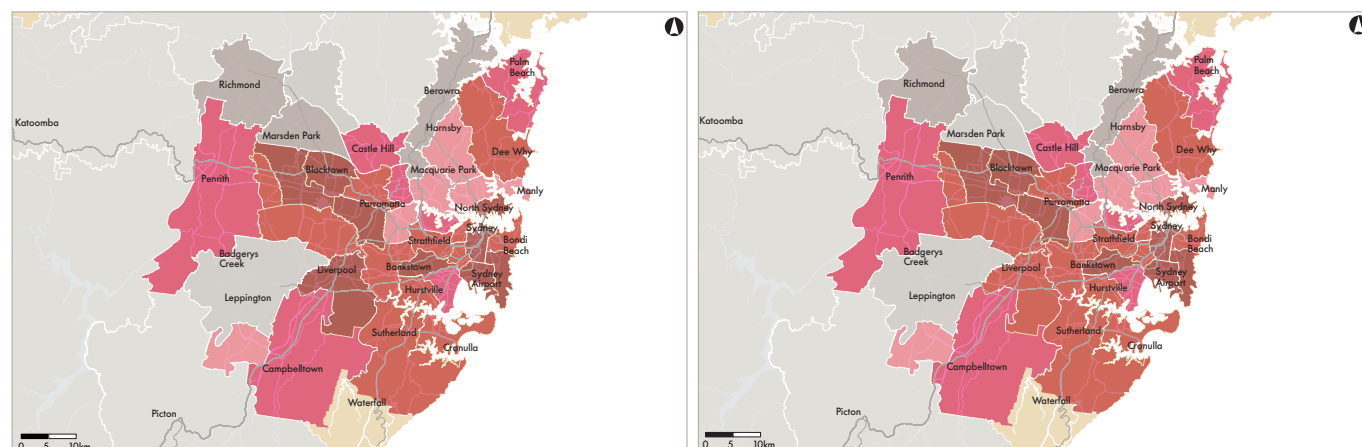 Palm
Beach
Richmond
Berowra
Katoomba
Hornsby
Marsden Park
Castle Hill
Dee Why
Blacktown
Macquarie Park
Penrith
Manly
Parramatta
North Sydney
Sydney
Strathfield
Bondi
Beach
Badgerys
Creek
Liverpool
Bankstown
Sydney
Airport
Leppington
Hurstville
Sutherland
Cronulla
Campbelltown
Waterfall
Picton
0 5 10km
Palm
Beach
Richmond
Berowra
Katoomba
Hornsby
Marsden Park
Castle Hill
Dee Why
Blacktown
Macquarie Park
Penrith
Manly
Parramatta
North Sydney
Sydney
Strathfield
Bondi
Beach
Badgerys
Creek
Liverpool
Bankstown
Sydney
Airport
Leppington
Hurstville
Sutherland
Cronulla
Campbelltown
Waterfall
Picton
0 5 10km